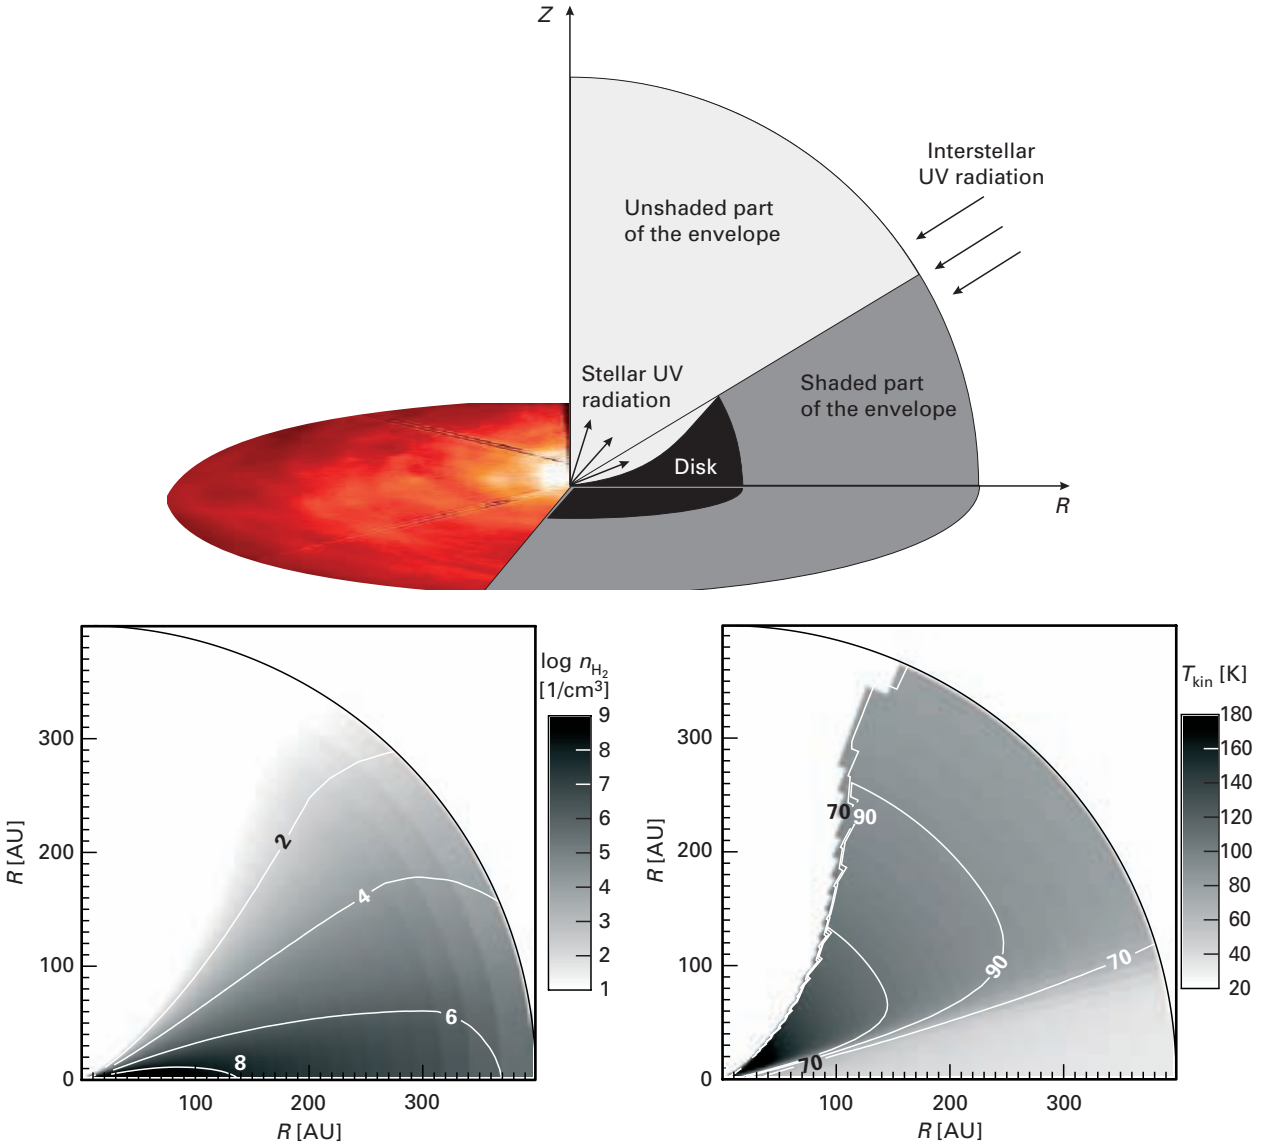 Z
Interstellar
UV radiation
Unshaded part
of the envelope
Stellar UV
radiation
Shaded part
of the envelope
Disk
R
log n_H₂
[1/cm³]
9
8
7
6
5
4
3
2
1
300
200
100
0
R [AU]
2
4
6
8
100
200
300
R [AU]
T_kin [K]
180
160
140
120
100
80
60
40
20
300
200
100
0
R [AU]
70
90
90
70
70
100
200
300
R [AU]